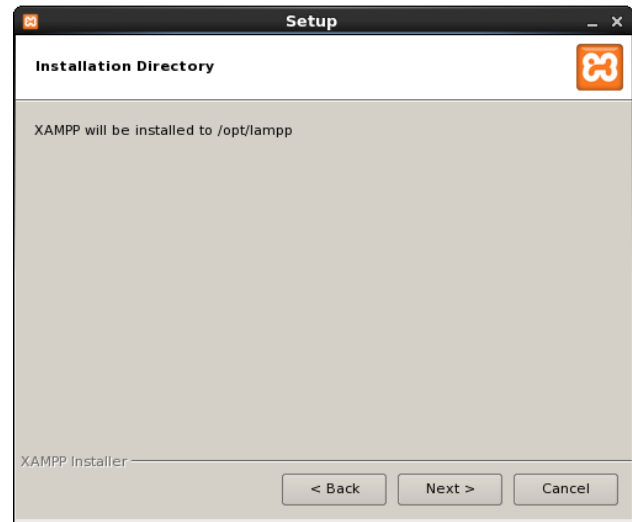 Setup
Installation Directory
XAMPP will be installed to /opt/lampp
XAMPP Installer
< Back
Next >
Cancel